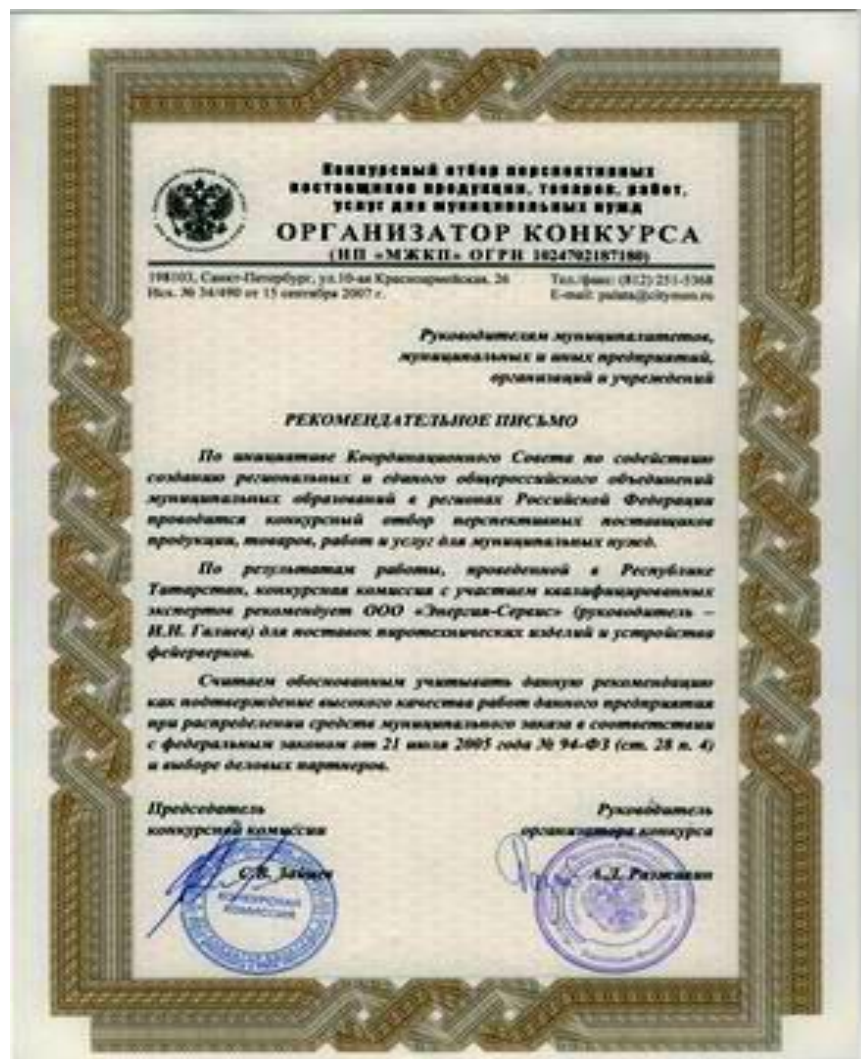 Конкурсный отбор перспективных
поставщиков продукции, товаров, работ,
услуг для муниципальных нужд
ОРГАНИЗАТОР КОНКУРСА
(НП «МЖКП» ОГРН 1024702187180)
198103, Санкт-Петербург, ул.10-ая Красноармейская, 26 Тел./факс: (812) 251-5368
Исх. № 34/490 от 15 сентября 2007 г. E-mail: palata@citymon.ru
Руководителям муниципалитетов,
муниципальных и иных предприятий,
организаций и учреждений
РЕКОМЕНДАТЕЛЬНОЕ ПИСЬМО
По инициативе Координационного Совета по содействию
созданию региональных и единого общероссийского объединений
муниципальных образований в регионах Российской Федерации
проводится конкурсный отбор перспективных поставщиков
продукции, товаров, работ и услуг для муниципальных нужд.
По результатам работы, проведенной в Республике
Татарстан, конкурсная комиссия с участием квалифицированных
экспертов рекомендует ООО «Энергия-Сервис» (руководитель –
И.Н. Галиев) для поставок пиротехнических изделий и устройства
фейерверков.
Считаем обоснованным учитывать данную рекомендацию
как подтверждение высокого качества работ данного предприятия
при распределении средств муниципального заказа в соответствии
с федеральным законом от 21 июля 2005 года № 94-ФЗ (ст. 28 п. 4)
и выборе деловых партнеров.
Председатель Руководитель
конкурсной комиссии организатора конкурса
С.В. Зайцев А.Л.
КОНКУРСНАЯ
КОМИССИЯ